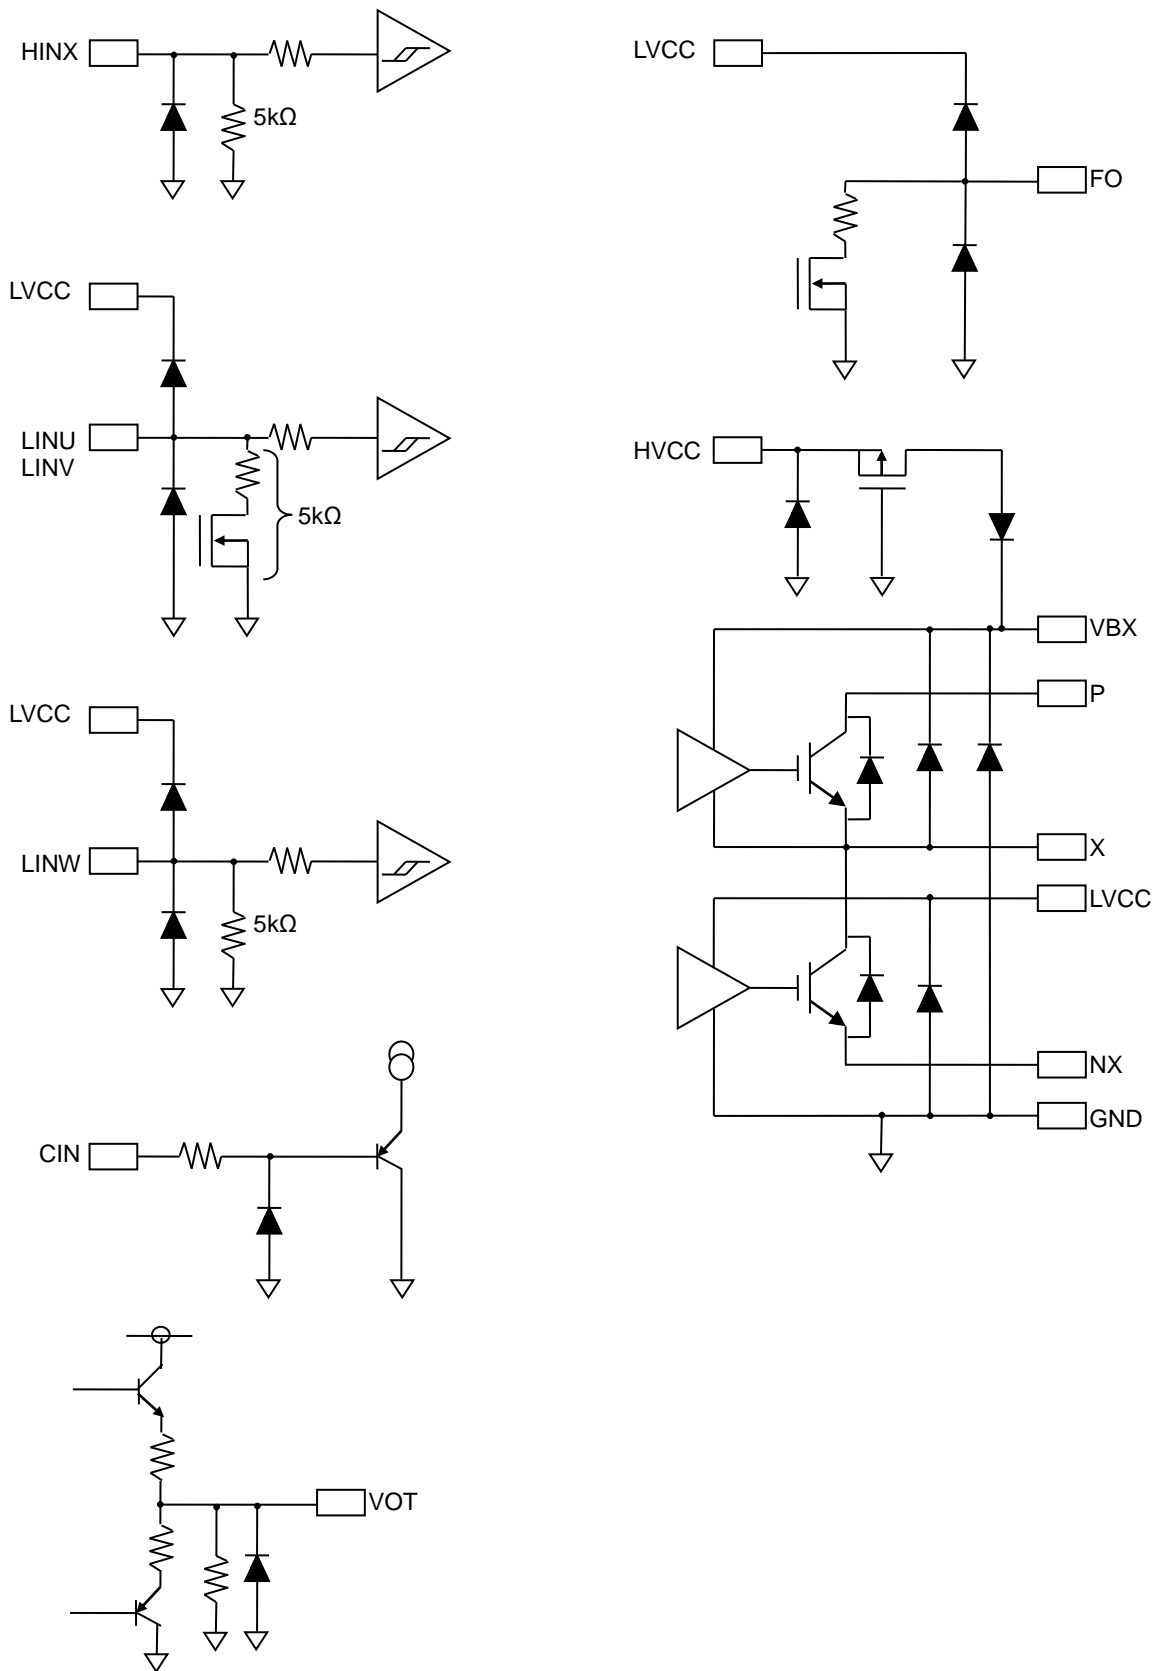 HINX
5kΩ
LVCC
LINU
LINV
5kΩ
LVCC
LINW
5kΩ
CIN
VOT
LVCC
FO
HVCC
VBX
P
X
LVCC
NX
GND